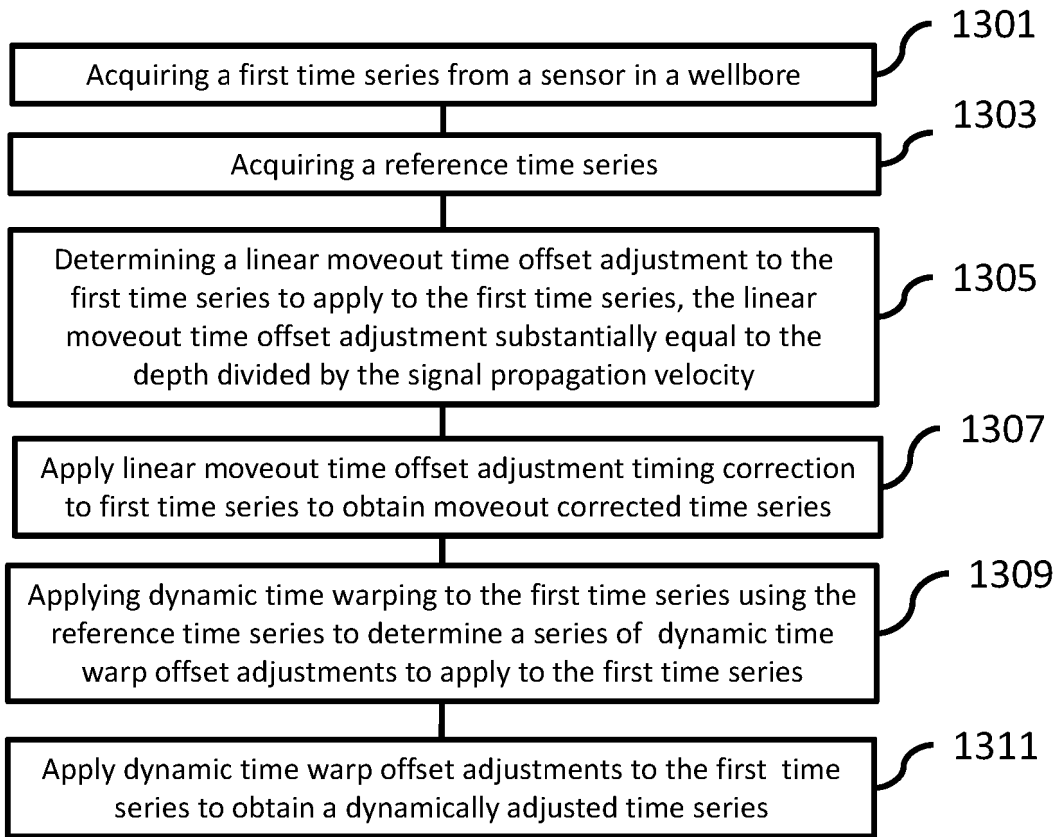 1301
Acquiring a first time series from a sensor in a wellbore
1303
Acquiring a reference time series
Determining a linear moveout time offset adjustment to the
first time series to apply to the first time series, the linear
moveout time offset adjustment substantially equal to the
depth divided by the signal propagation velocity
1305
1307
Apply linear moveout time offset adjustment timing correction
to first time series to obtain moveout corrected time series
1309
Applying dynamic time warping to the first time series using the
reference time series to determine a series of dynamic time
warp offset adjustments to apply to the first time series
1311
Apply dynamic time warp offset adjustments to the first time
series to obtain a dynamically adjusted time series